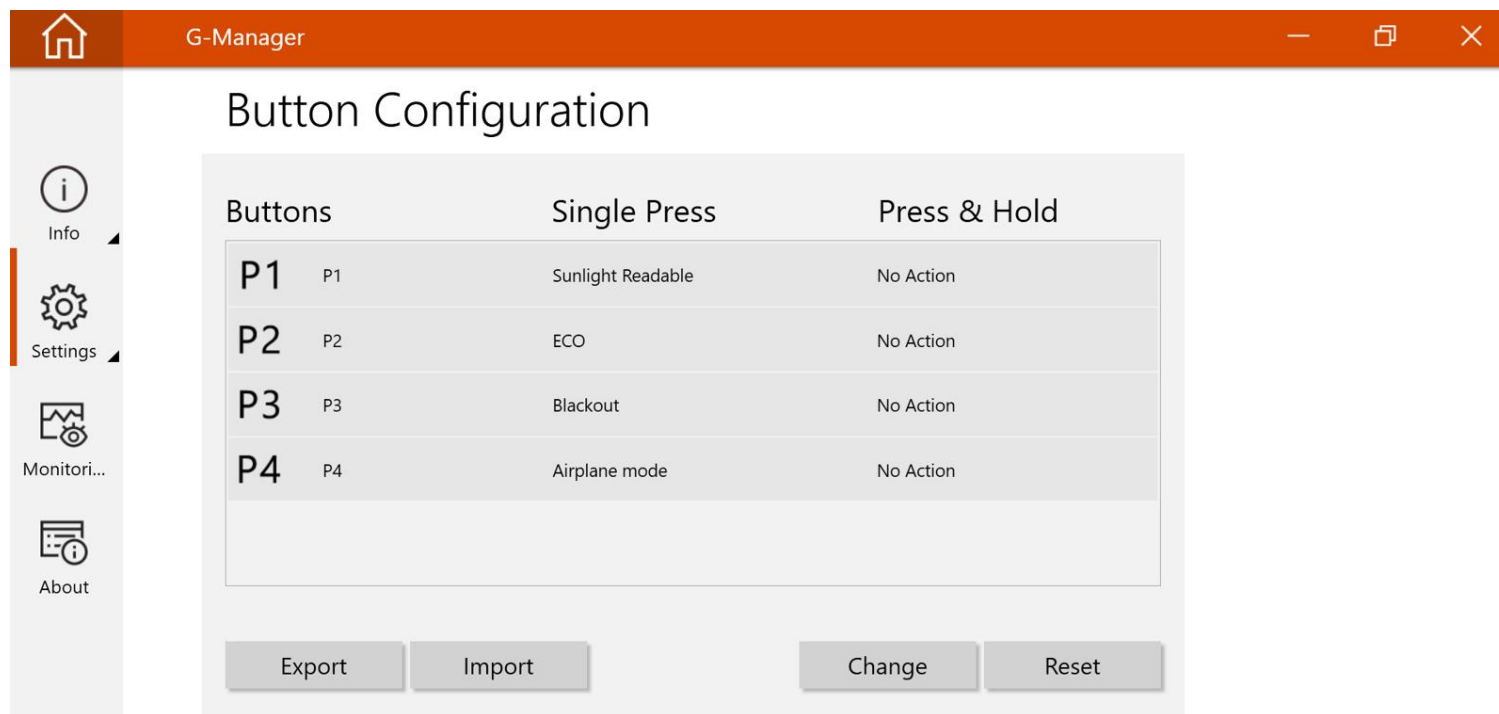 G-Manager
Button Configuration
Info
Settings
Monitori...
About
Buttons Single Press Press & Hold
P1 P1 Sunlight Readable No Action
P2 P2 ECO No Action
P3 P3 Blackout No Action
P4 P4 Airplane mode No Action
Export Import Change Reset